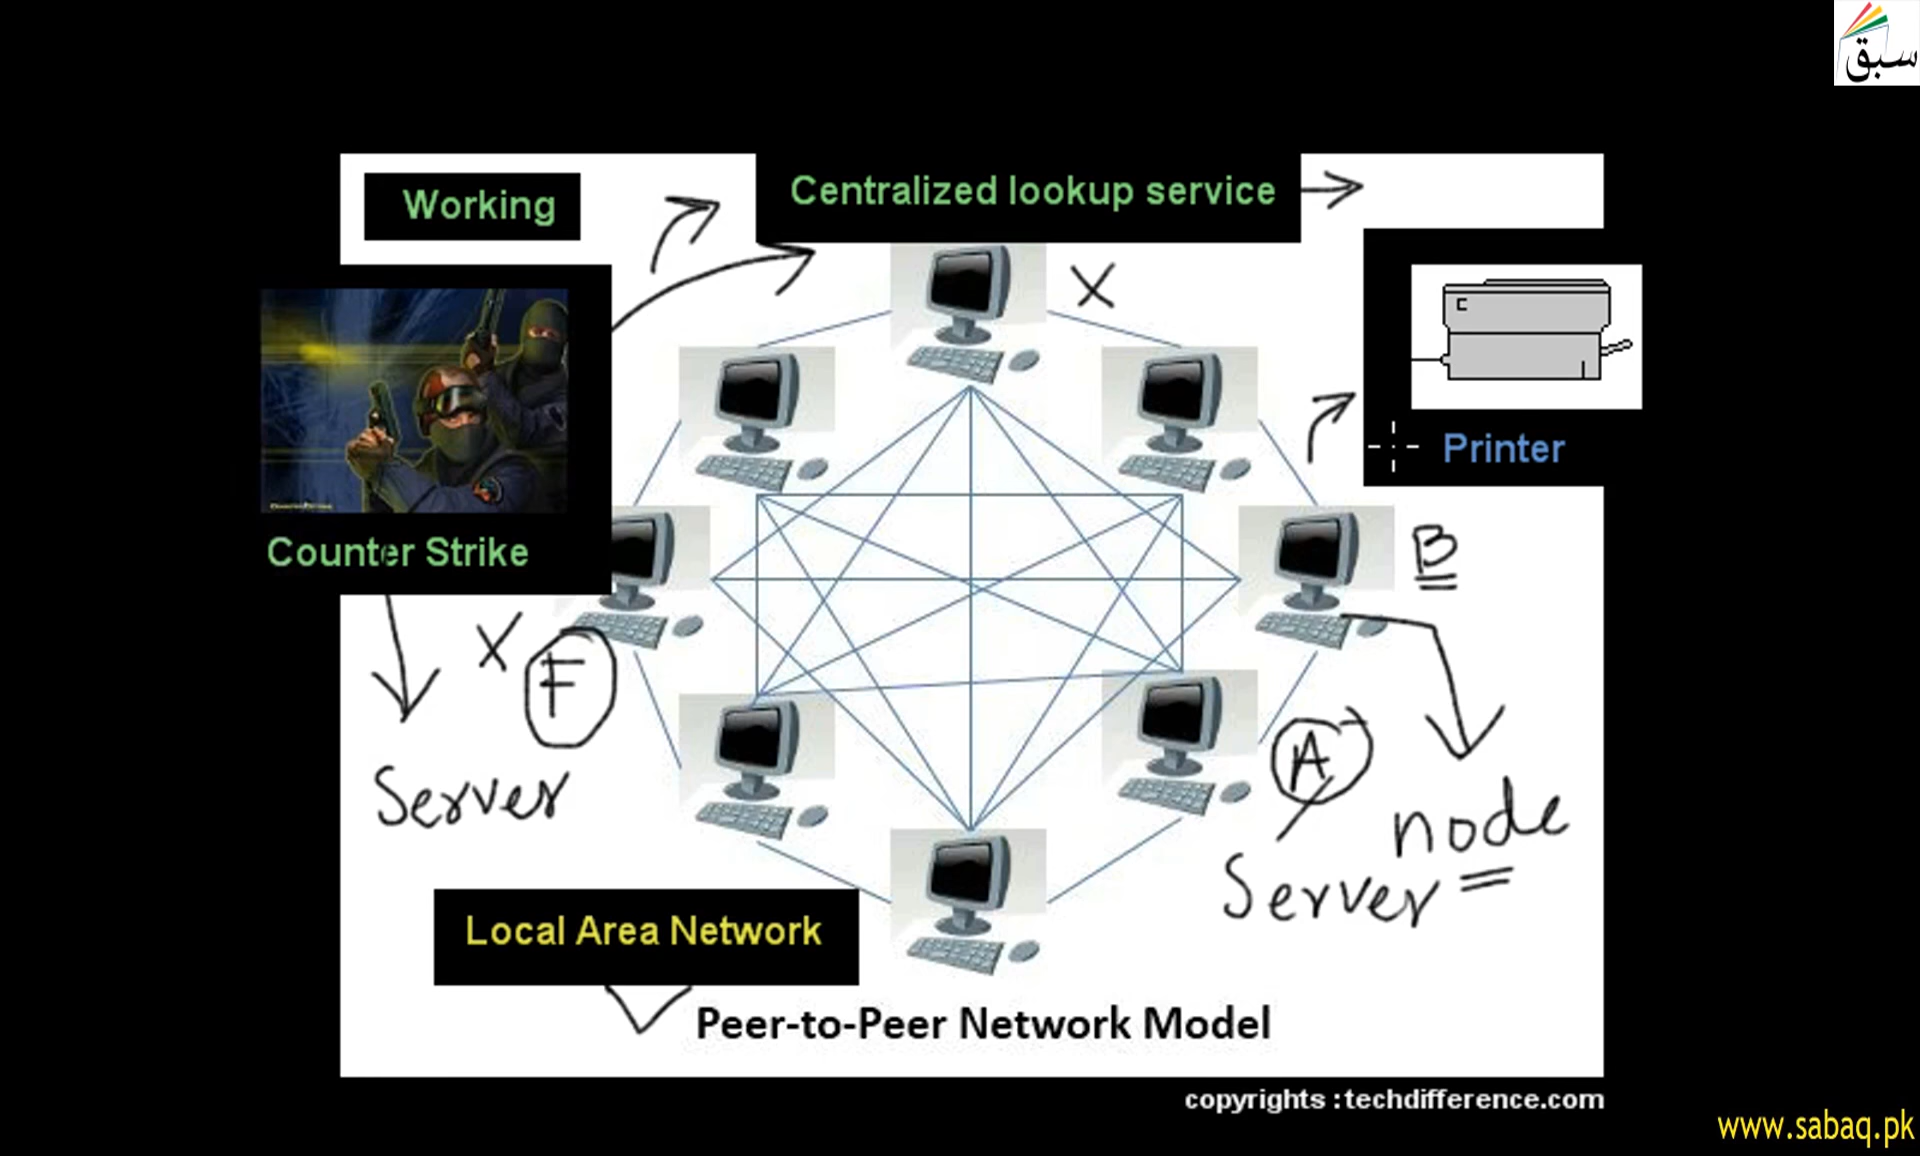 سبق
Working
Centralized lookup service
X
C
Printer
Counter Strike
B
X
F
A
Server
node
Server
Local Area Network
Peer-to-Peer Network Model
copyrights :techdifference.com
www.sabaq.pk